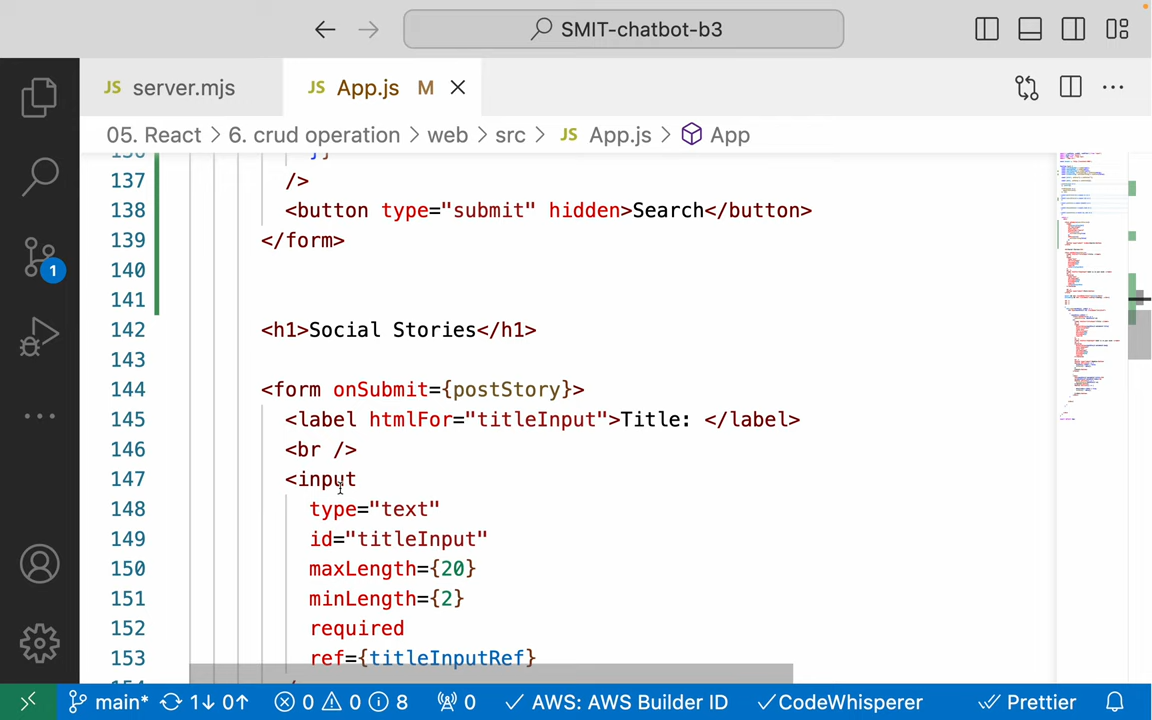 SMIT-chatbot-b3
JS server.mjs
JS App.js M
05. React > 6. crud operation > web > src > JS App.js > App
137 />
138 <button type="submit" hidden>Search</button>
139 </form>
140
141
142 <h1>Social Stories</h1>
143
144 <form onSubmit={postStory}>
145 <label htmlFor="titleInput">Title: </label>
146 <br />
147 <input
148 type="text"
149 id="titleInput"
150 maxLength={20}
151 minLength={2}
152 required
153 ref={titleInputRef}
1
main* 1↓ 0↑ 0 0 8 0 AWS: AWS Builder ID CodeWhisperer Prettier